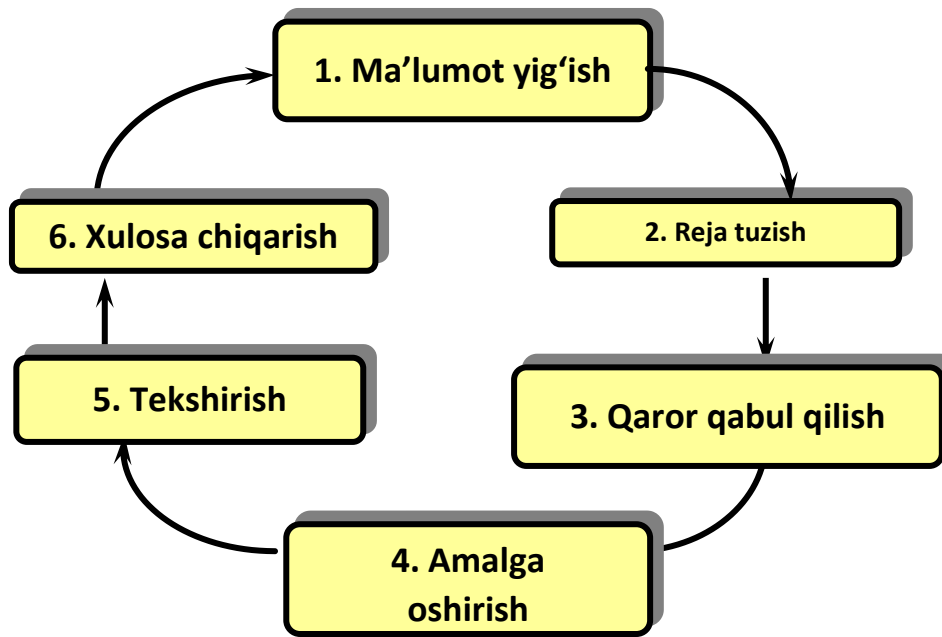 1. Ma’lumot yig‘ish
2. Reja tuzish
3. Qaror qabul qilish
4. Amalga
oshirish
5. Tekshirish
6. Xulosa chiqarish